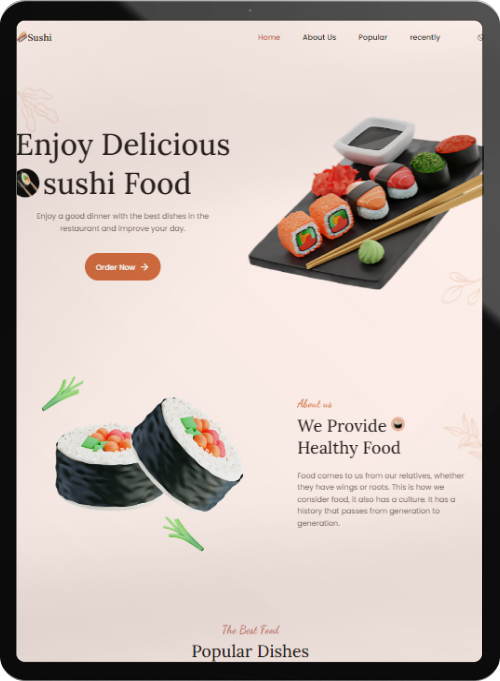 Sushi
Home About Us Popular recently
Enjoy Delicious
sushi Food
Enjoy a good dinner with the best dishes in the
restaurant and improve your day.
Order Now
About us
We Provide
Healthy Food
Food comes to us from our relatives, whether
they have wings or roots. This is how we
consider food, it also has a culture. It has a
history that passes from generation to
generation.
The Best Food
Popular Dishes